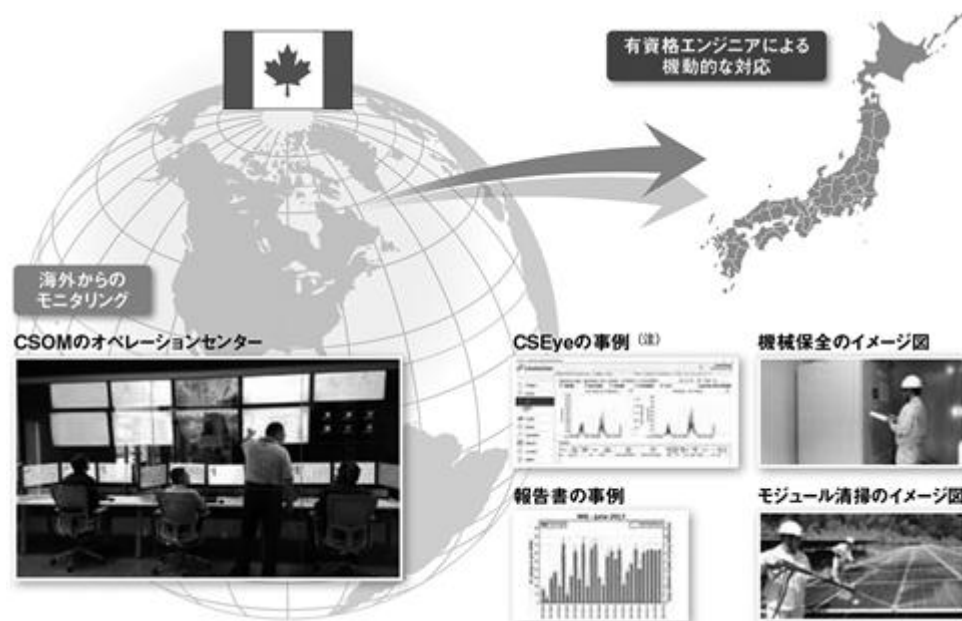 有資格エンジニアによる
機動的な対応
海外からの
モニタリング
CSOMのオペレーションセンター
CSEyeの事例 (注)
機械保全のイメージ図
報告書の事例
モジュール清掃のイメージ図